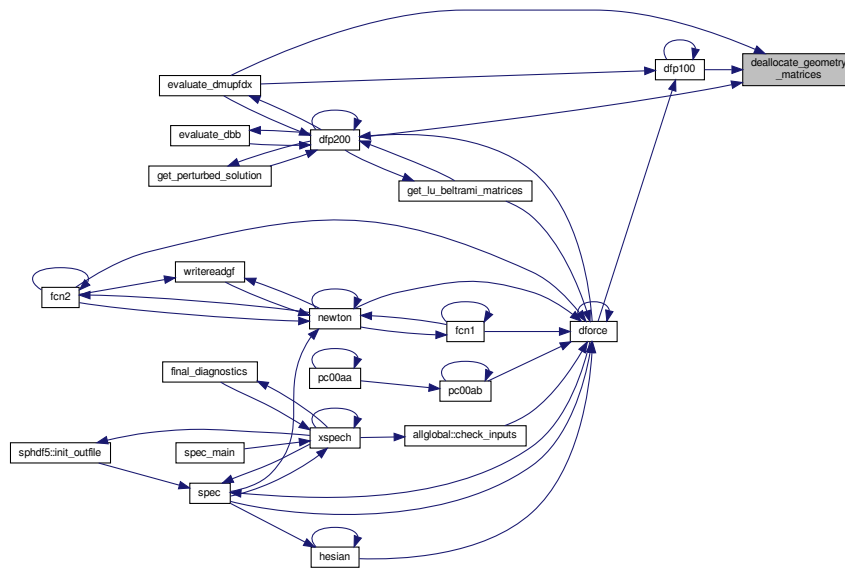 deallocate_geometry
_matrices
dfp100
evaluate_dmupfdx
evaluate_dbb
dfp200
get_perturbed_solution
get_lu_beltrami_matrices
writereadgf
fcn2
newton
fcn1
dforce
final_diagnostics
pc00aa
pc00ab
xspech
allglobal::check_inputs
sphdf5::init_outfile
spec_main
spec
hesian